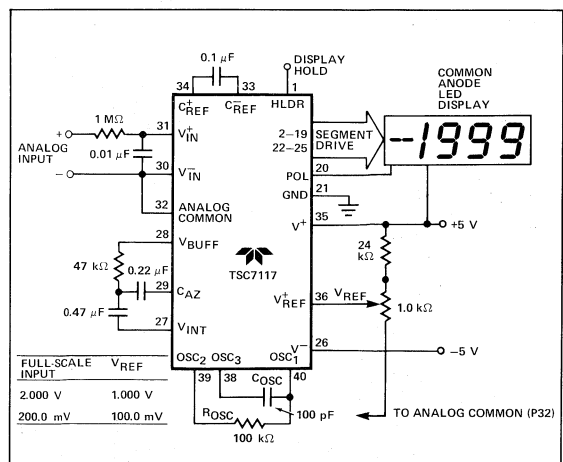 0.1 µF
34
33
C+REF
C−REF
DISPLAY
HOLD
1
HLDR
COMMON
ANODE
LED
DISPLAY
-1999
1 MΩ
+
31
V+IN
ANALOG
INPUT
0.01 µF
−
30
V−IN
32
ANALOG
COMMON
2–19
22–25
SEGMENT
DRIVE
20
POL
21
GND
35
V+
+5 V
28
VBUFF
47 kΩ
0.22 µF
29
CAZ
0.47 µF
27
VINT
TSC7117
24
kΩ
36
VREF
V+REF
1.0 kΩ
26
V−
−5 V
OSC2
OSC3
OSC1
39
38
40
COSC
100 pF
ROSC
100 kΩ
TO ANALOG COMMON (P32)
FULL-SCALE INPUT VREF
2.000 V 1.000 V
200.0 mV 100.0 mV